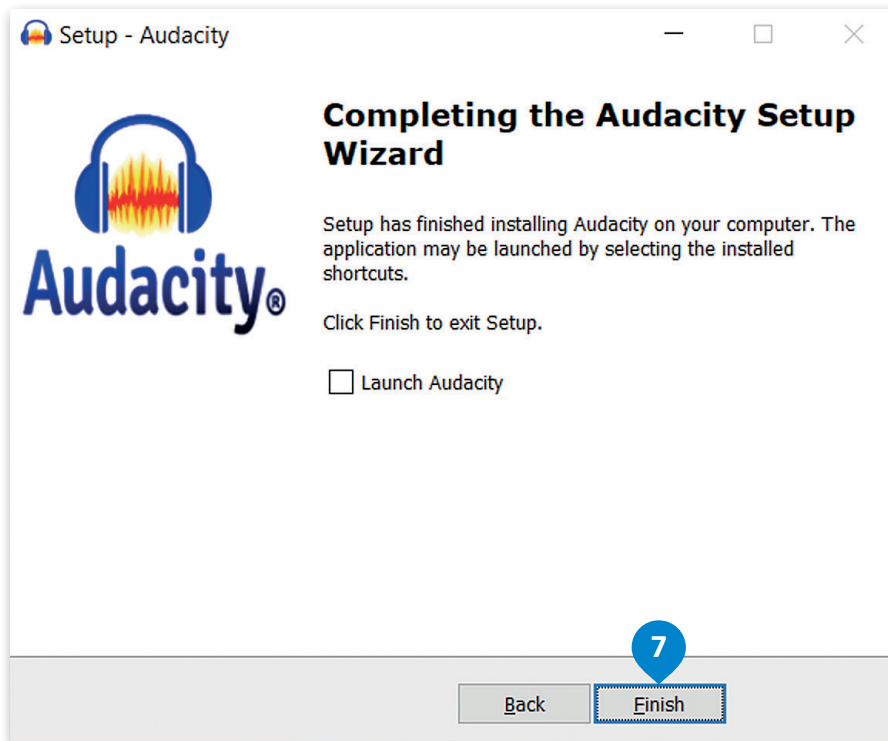 Setup - Audacity
Completing the Audacity Setup
Wizard
Setup has finished installing Audacity on your computer. The
application may be launched by selecting the installed
shortcuts.
Click Finish to exit Setup.
Launch Audacity
Audacity®
7
Back
Finish